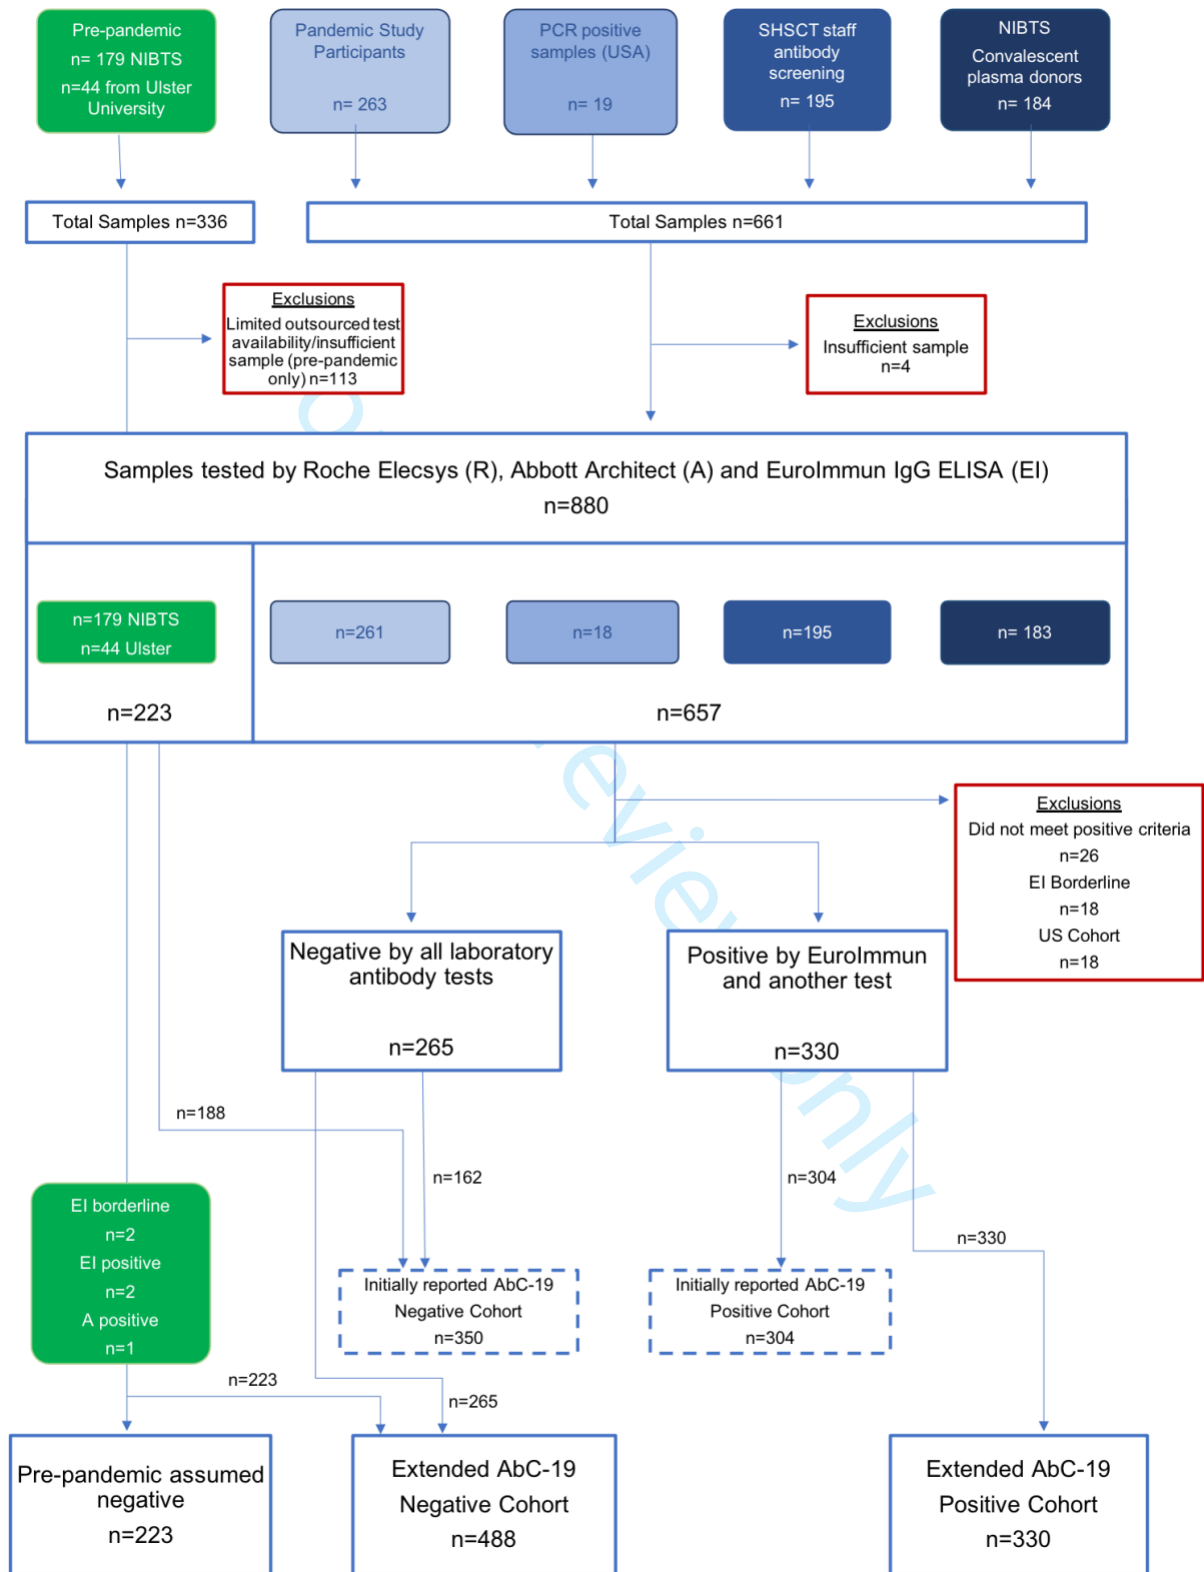 Pre-pandemic
n= 179 NIBTS
n=44 from Ulster
University
Pandemic Study
Participants
n= 263
PCR positive
samples (USA)
n= 19
SHSCT staff
antibody
screening
n= 195
NIBTS
Convalescent
plasma donors
n= 184
Total Samples n=336
Total Samples n=661
Exclusions
Limited outsourced test
availability/insufficient
sample (pre-pandemic
only) n=113
Exclusions
Insufficient sample
n=4
Samples tested by Roche Elecsys (R), Abbott Architect (A) and EuroImmun IgG ELISA (EI)
n=880
n=179 NIBTS
n=44 Ulster
n=261
n=18
n=195
n= 183
n=223
n=657
Exclusions
Did not meet positive criteria
n=26
EI Borderline
n=18
US Cohort
n=18
Negative by all laboratory
antibody tests
n=265
Positive by EuroImmun
and another test
n=330
n=188
n=162
n=304
n=330
EI borderline
n=2
EI positive
n=2
A positive
n=1
Initially reported AbC-19
Negative Cohort
n=350
Initially reported AbC-19
Positive Cohort
n=304
n=223
n=265
Pre-pandemic assumed
negative
n=223
Extended AbC-19
Negative Cohort
n=488
Extended AbC-19
Positive Cohort
n=330
only